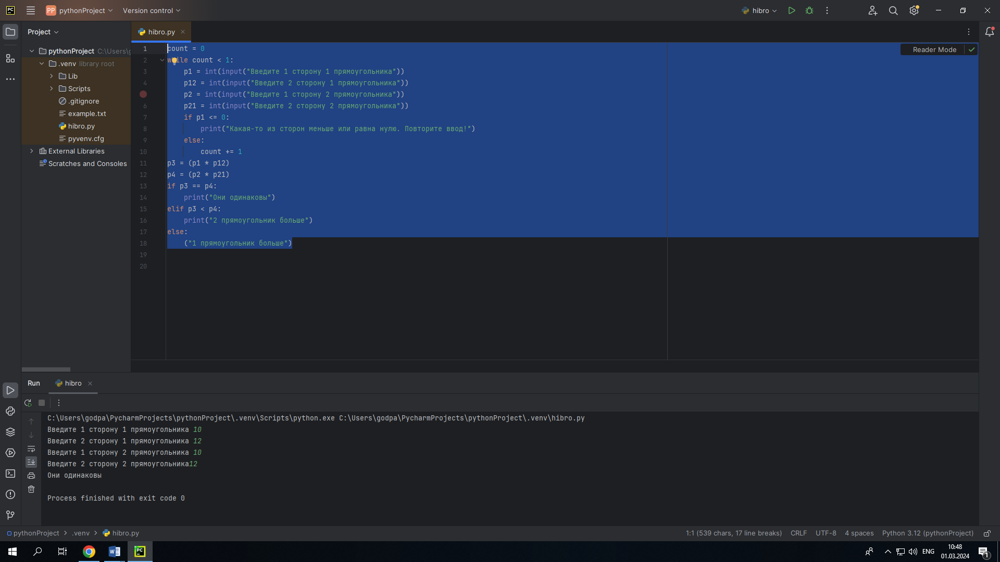 PC
PP pythonProject Version control hibro
Project hibro.py
pythonProject C:\Users\g
.venv library root
Lib
Scripts
.gitignore
example.txt
hibro.py
pyvenv.cfg
External Libraries
Scratches and Consoles
Reader Mode
1 count = 0
2 while count < 1:
3 p1 = int(input("Введите 1 сторону 1 прямоугольника"))
4 p12 = int(input("Введите 2 сторону 1 прямоугольника"))
p2 = int(input("Введите 1 сторону 2 прямоугольника"))
6 p21 = int(input("Введите 2 сторону 2 прямоугольника"))
7 if p1 <= 0:
8 print("Какая-то из сторон меньше или равна нулю. Повторите ввод!")
9 else:
10 count += 1
11 p3 = (p1 * p12)
12 p4 = (p2 * p21)
13 if p3 == p4:
14 print("Они одинаковы")
15 elif p3 < p4:
16 print("2 прямоугольник больше")
17 else:
18 ("1 прямоугольник больше")
19
20
Run hibro
C:\Users\godpa\PycharmProjects\pythonProject\.venv\Scripts\python.exe C:\Users\godpa\PycharmProjects\pythonProject\.venv\hibro.py
Введите 1 сторону 1 прямоугольника 10
Введите 2 сторону 1 прямоугольника 12
Введите 1 сторону 2 прямоугольника 10
Введите 2 сторону 2 прямоугольника12
Они одинаковы
Process finished with exit code 0
pythonProject > .venv > hibro.py 1:1 (539 chars, 17 line breaks) CRLF UTF-8 4 spaces Python 3.12 (pythonProject)
PC ENG 10:48
01.03.2024
1